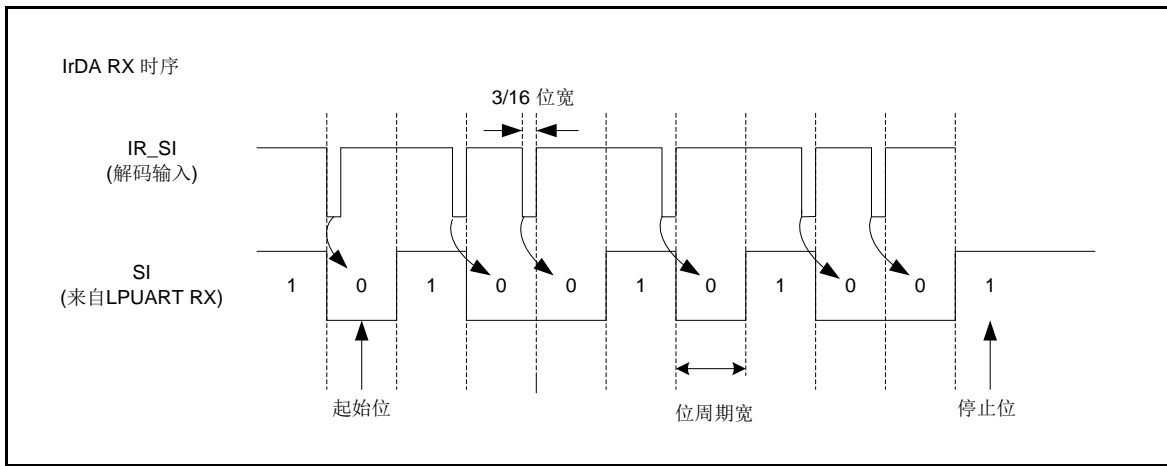 IrDA RX 时序
3/16 位宽
IR_SI
(解码输入)
SI
(来自LPUART RX)
1 0 1 0 0 1 0 1 0 0 1
起始位
位周期宽
停止位